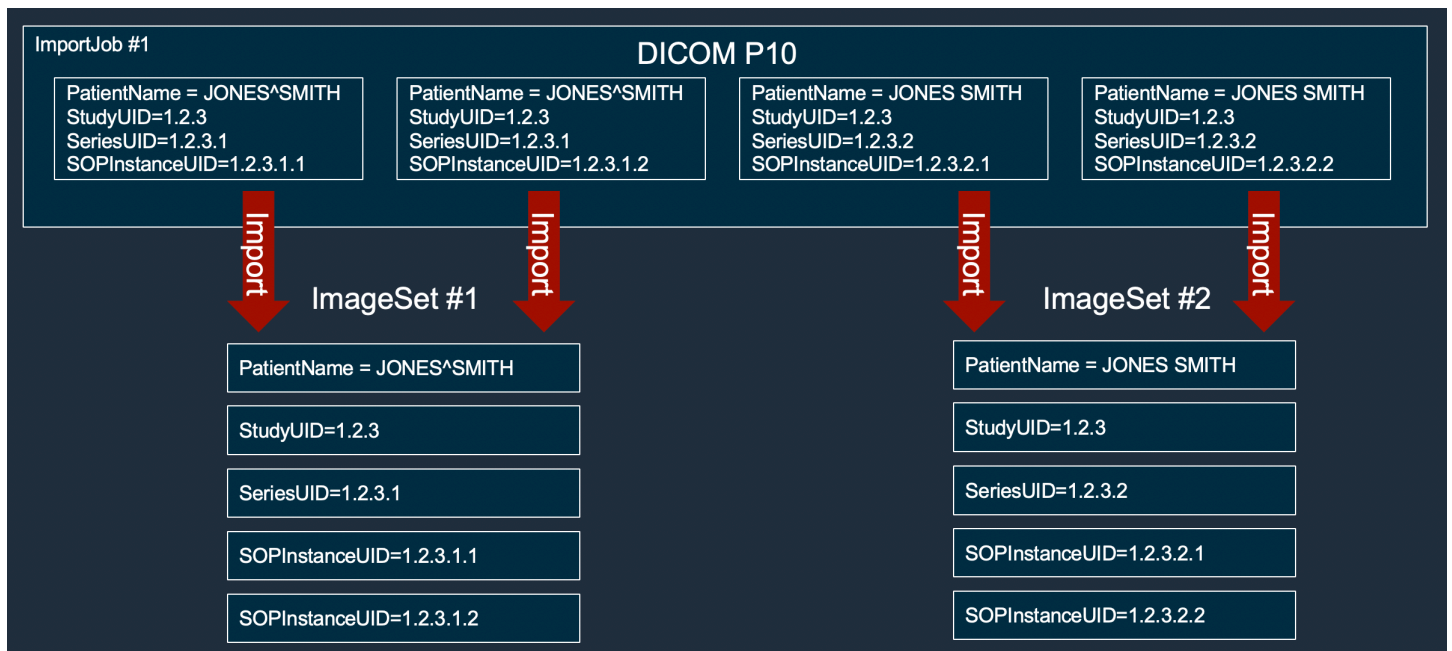 ImportJob #1
DICOM P10
PatientName = JONES^SMITH
StudyUID=1.2.3
SeriesUID=1.2.3.1
SOPInstanceUID=1.2.3.1.1
PatientName = JONES^SMITH
StudyUID=1.2.3
SeriesUID=1.2.3.1
SOPInstanceUID=1.2.3.1.2
PatientName = JONES SMITH
StudyUID=1.2.3
SeriesUID=1.2.3.2
SOPInstanceUID=1.2.3.2.1
PatientName = JONES SMITH
StudyUID=1.2.3
SeriesUID=1.2.3.2
SOPInstanceUID=1.2.3.2.2
Import
Import
Import
Import
ImageSet #1
PatientName = JONES^SMITH
StudyUID=1.2.3
SeriesUID=1.2.3.1
SOPInstanceUID=1.2.3.1.1
SOPInstanceUID=1.2.3.1.2
ImageSet #2
PatientName = JONES SMITH
StudyUID=1.2.3
SeriesUID=1.2.3.2
SOPInstanceUID=1.2.3.2.1
SOPInstanceUID=1.2.3.2.2